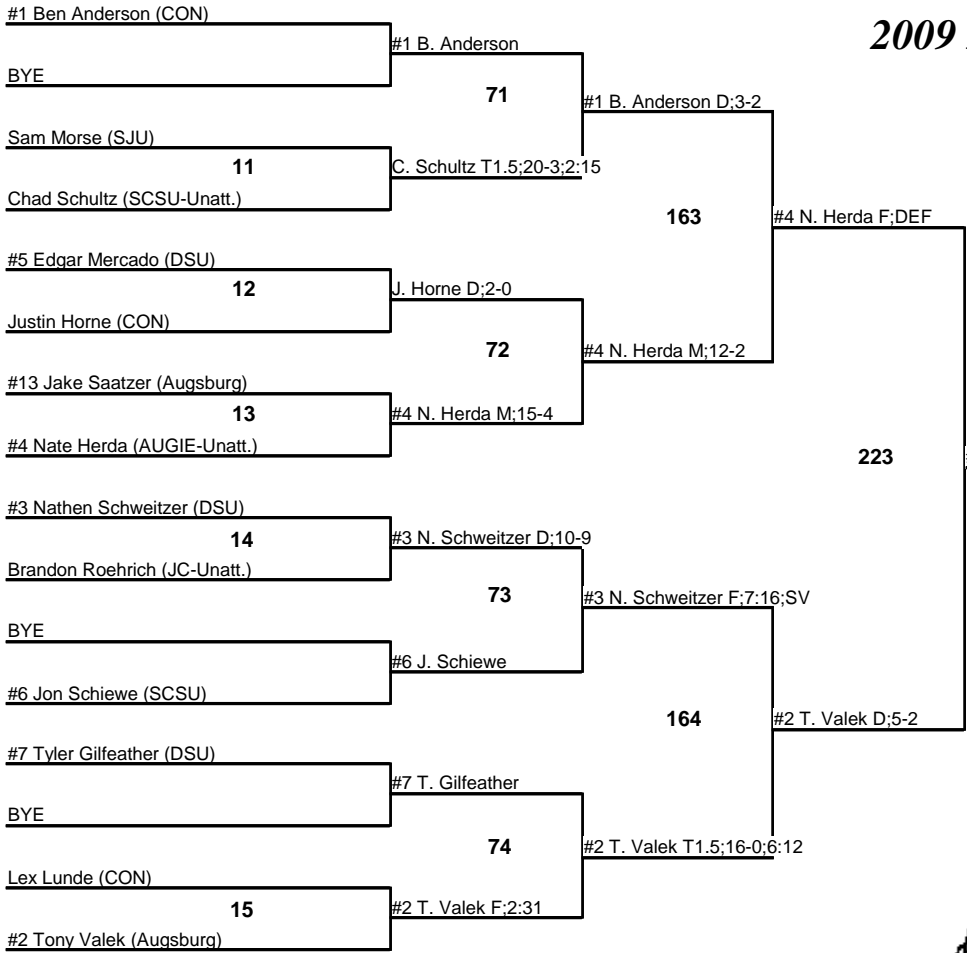 #1 Ben Anderson (CON)
2009
#1 B. Anderson
BYE
71
#1 B. Anderson D;3-2
Sam Morse (SJU)
11
C. Schultz T1.5;20-3;2:15
Chad Schultz (SCSU-Unatt.)
163
#4 N. Herda F;DEF
#5 Edgar Mercado (DSU)
12
J. Horne D;2-0
Justin Horne (CON)
72
#4 N. Herda M;12-2
#13 Jake Saatzer (Augsburg)
13
#4 N. Herda M;15-4
#4 Nate Herda (AUGIE-Unatt.)
223
#3 Nathen Schweitzer (DSU)
14
#3 N. Schweitzer D;10-9
Brandon Roehrich (JC-Unatt.)
73
#3 N. Schweitzer F;7:16;SV
BYE
#6 J. Schiewe
#6 Jon Schiewe (SCSU)
164
#2 T. Valek D;5-2
#7 Tyler Gilfeather (DSU)
#7 T. Gilfeather
BYE
74
#2 T. Valek T1.5;16-0;6:12
Lex Lunde (CON)
15
#2 T. Valek F;2:31
#2 Tony Valek (Augsburg)